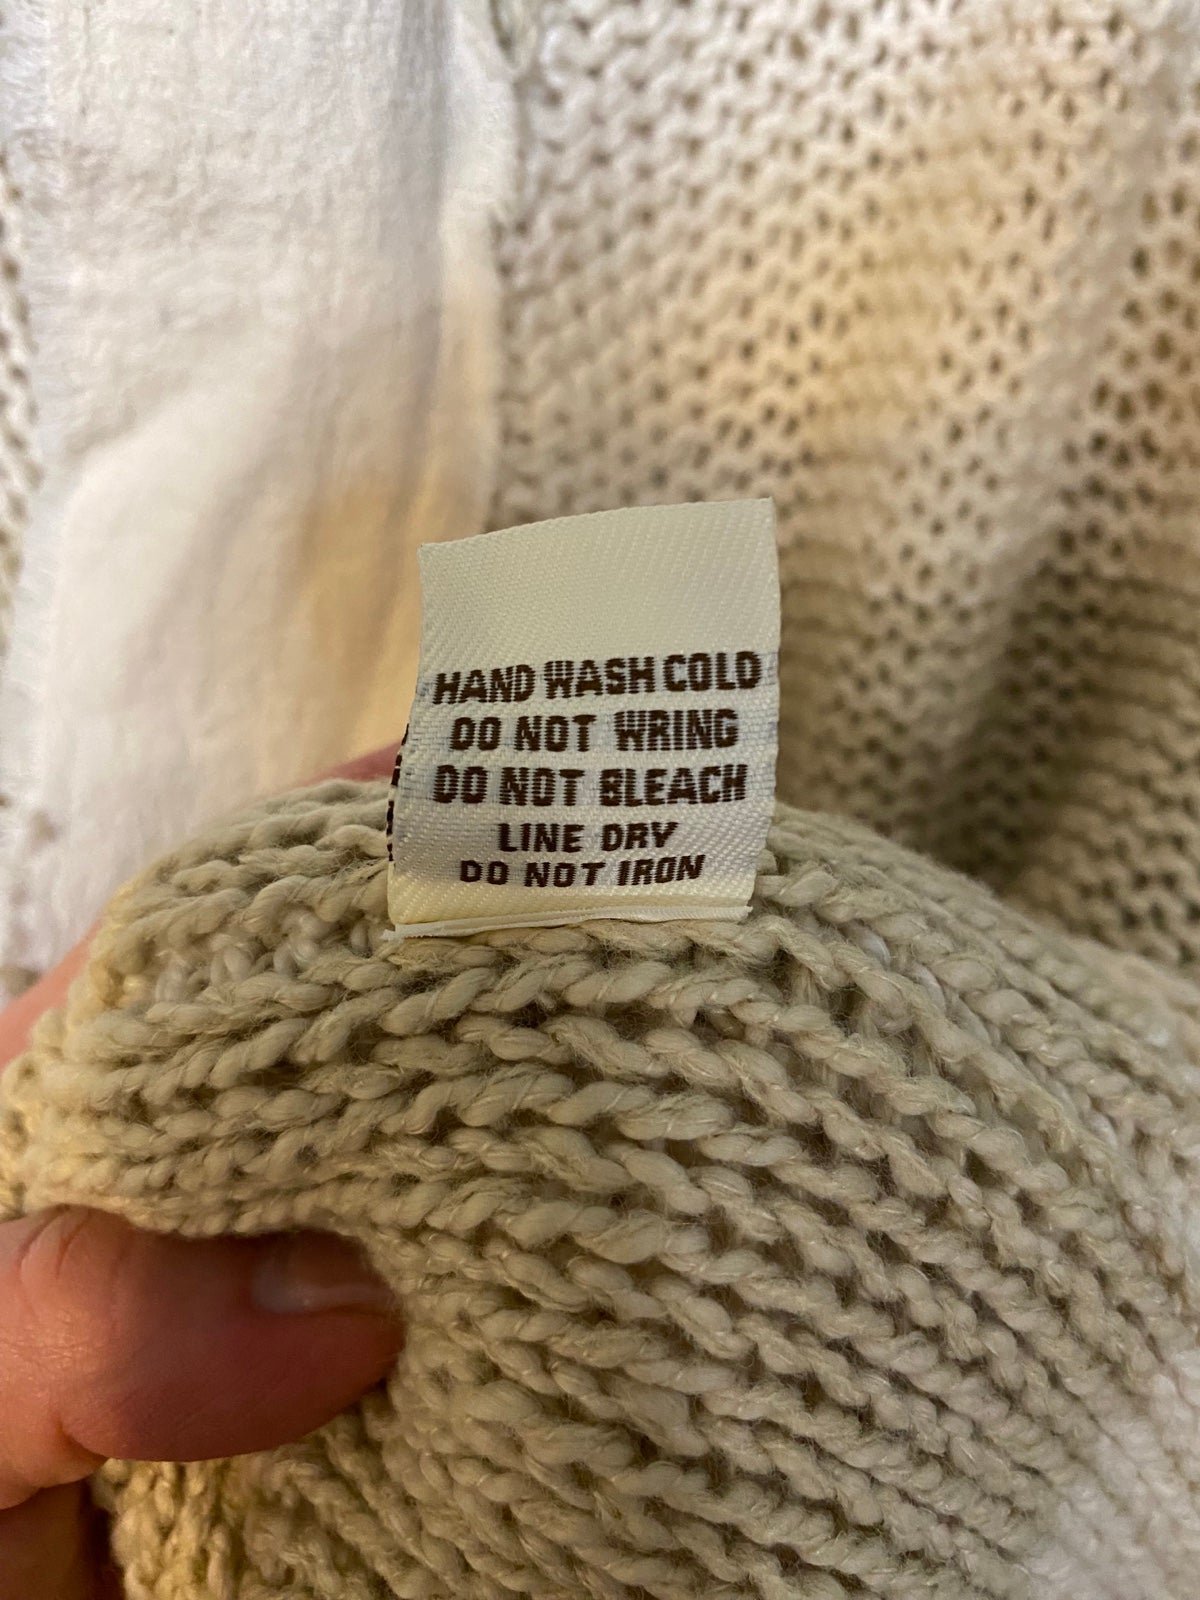 HAND WASH COLD
DO NOT WRING
DO NOT BLEACH
LINE DRY
DO NOT IRON